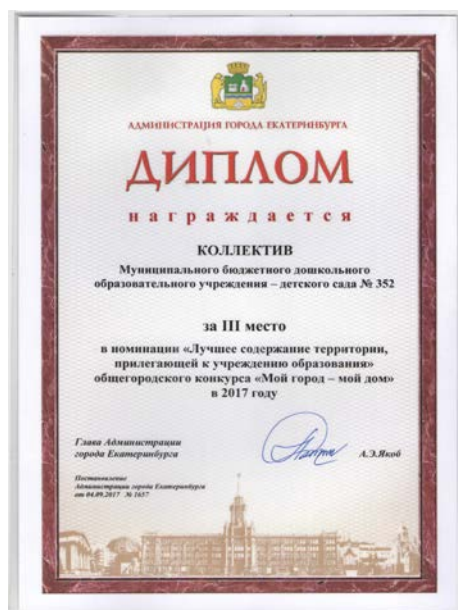 АДМИНИСТРАЦИЯ ГОРОДА ЕКАТЕРИНБУРГА
ДИПЛОМ
награждается
КОЛЛЕКТИВ
Муниципального бюджетного дошкольного
образовательного учреждения – детского сада № 352
за III место
в номинации «Лучшее содержание территории,
прилегающей к учреждению образования»
общегородского конкурса «Мой город – мой дом»
в 2017 году
Глава Администрации
города Екатеринбурга
А.Э.Якоб
Постановление
Администрации города Екатеринбурга
от 04.09.2017 № 1657